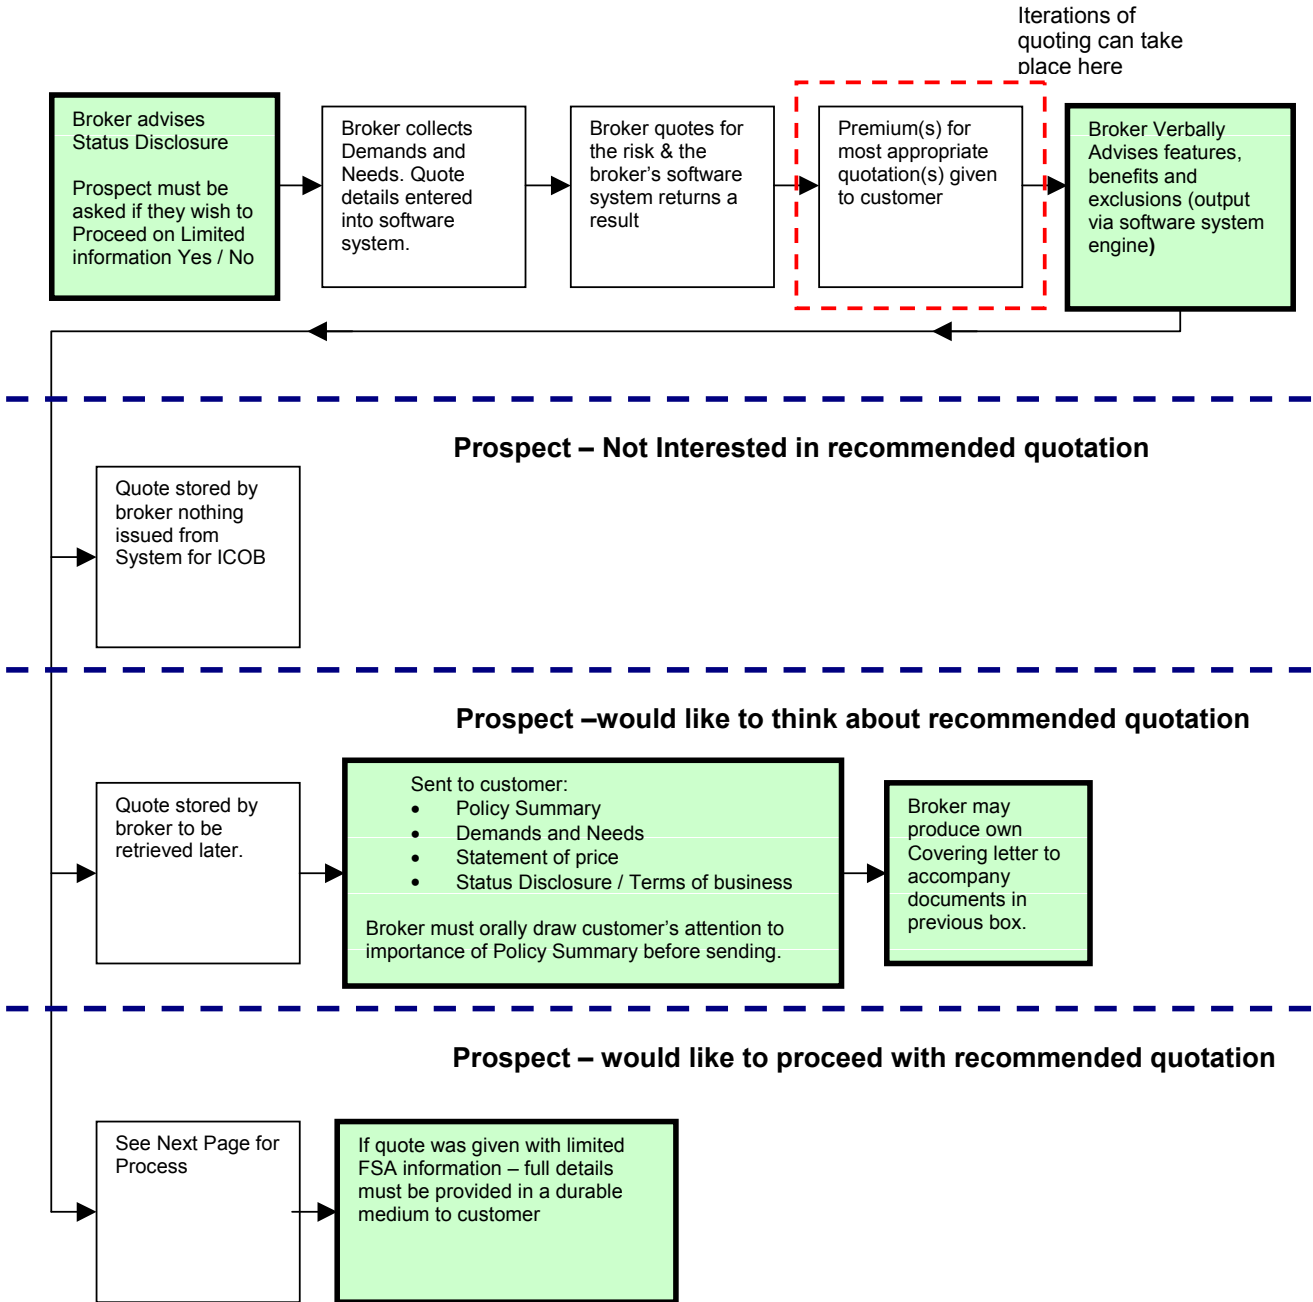 Iterations of
quoting can take
place here
Broker advises
Status Disclosure
Prospect must be
asked if they wish to
Proceed on Limited
information Yes / No
Broker collects
Demands and
Needs. Quote
details entered
into software
system.
Broker quotes for
the risk & the
broker’s software
system returns a
result
Premium(s) for
most appropriate
quotation(s) given
to customer
Broker Verbally
Advises features,
benefits and
exclusions (output
via software system
engine)
Prospect – Not Interested in recommended quotation
Quote stored by
broker nothing
issued from
System for ICOB
Prospect –would like to think about recommended quotation
Quote stored by
broker to be
retrieved later.
Sent to customer:
• Policy Summary
• Demands and Needs
• Statement of price
• Status Disclosure / Terms of business
Broker must orally draw customer’s attention to
importance of Policy Summary before sending.
Broker may
produce own
Covering letter to
accompany
documents in
previous box.
Prospect – would like to proceed with recommended quotation
See Next Page for
Process
If quote was given with limited
FSA information – full details
must be provided in a durable
medium to customer